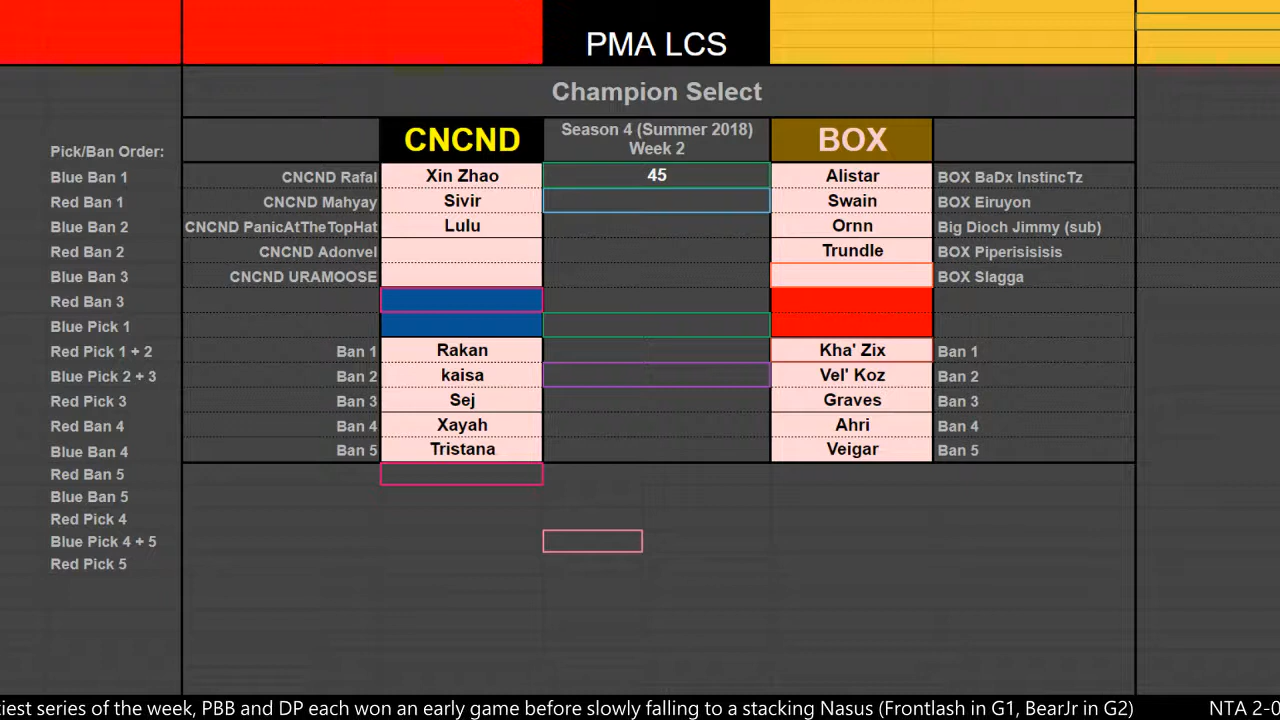 PMA LCS
Champion Select
CNCND
Season 4 (Summer 2018)
Week 2
BOX
Pick/Ban Order:
Blue Ban 1 CNCND Rafal Xin Zhao 45 Alistar BOX BaDx InstincTz
Red Ban 1 CNCND Mahyay Sivir Swain BOX Eiruyon
Blue Ban 2 CNCND PanicAtTheTopHat Lulu Ornn Big Dioch Jimmy (sub)
Red Ban 2 CNCND Adonvel Trundle BOX Piperisisisis
Blue Ban 3 CNCND URAMOOSE BOX Slagga
Red Ban 3
Blue Pick 1
Red Pick 1 + 2 Ban 1 Rakan Kha' Zix Ban 1
Blue Pick 2 + 3 Ban 2 kaisa Vel' Koz Ban 2
Red Pick 3 Ban 3 Sej Graves Ban 3
Red Ban 4 Ban 4 Xayah Ahri Ban 4
Blue Ban 4 Ban 5 Tristana Veigar Ban 5
Red Ban 5
Blue Ban 5
Red Pick 4
Blue Pick 4 + 5
Red Pick 5
iest series of the week, PBB and DP each won an early game before slowly falling to a stacking Nasus (Frontlash in G1, BearJr in G2) NTA 2-0